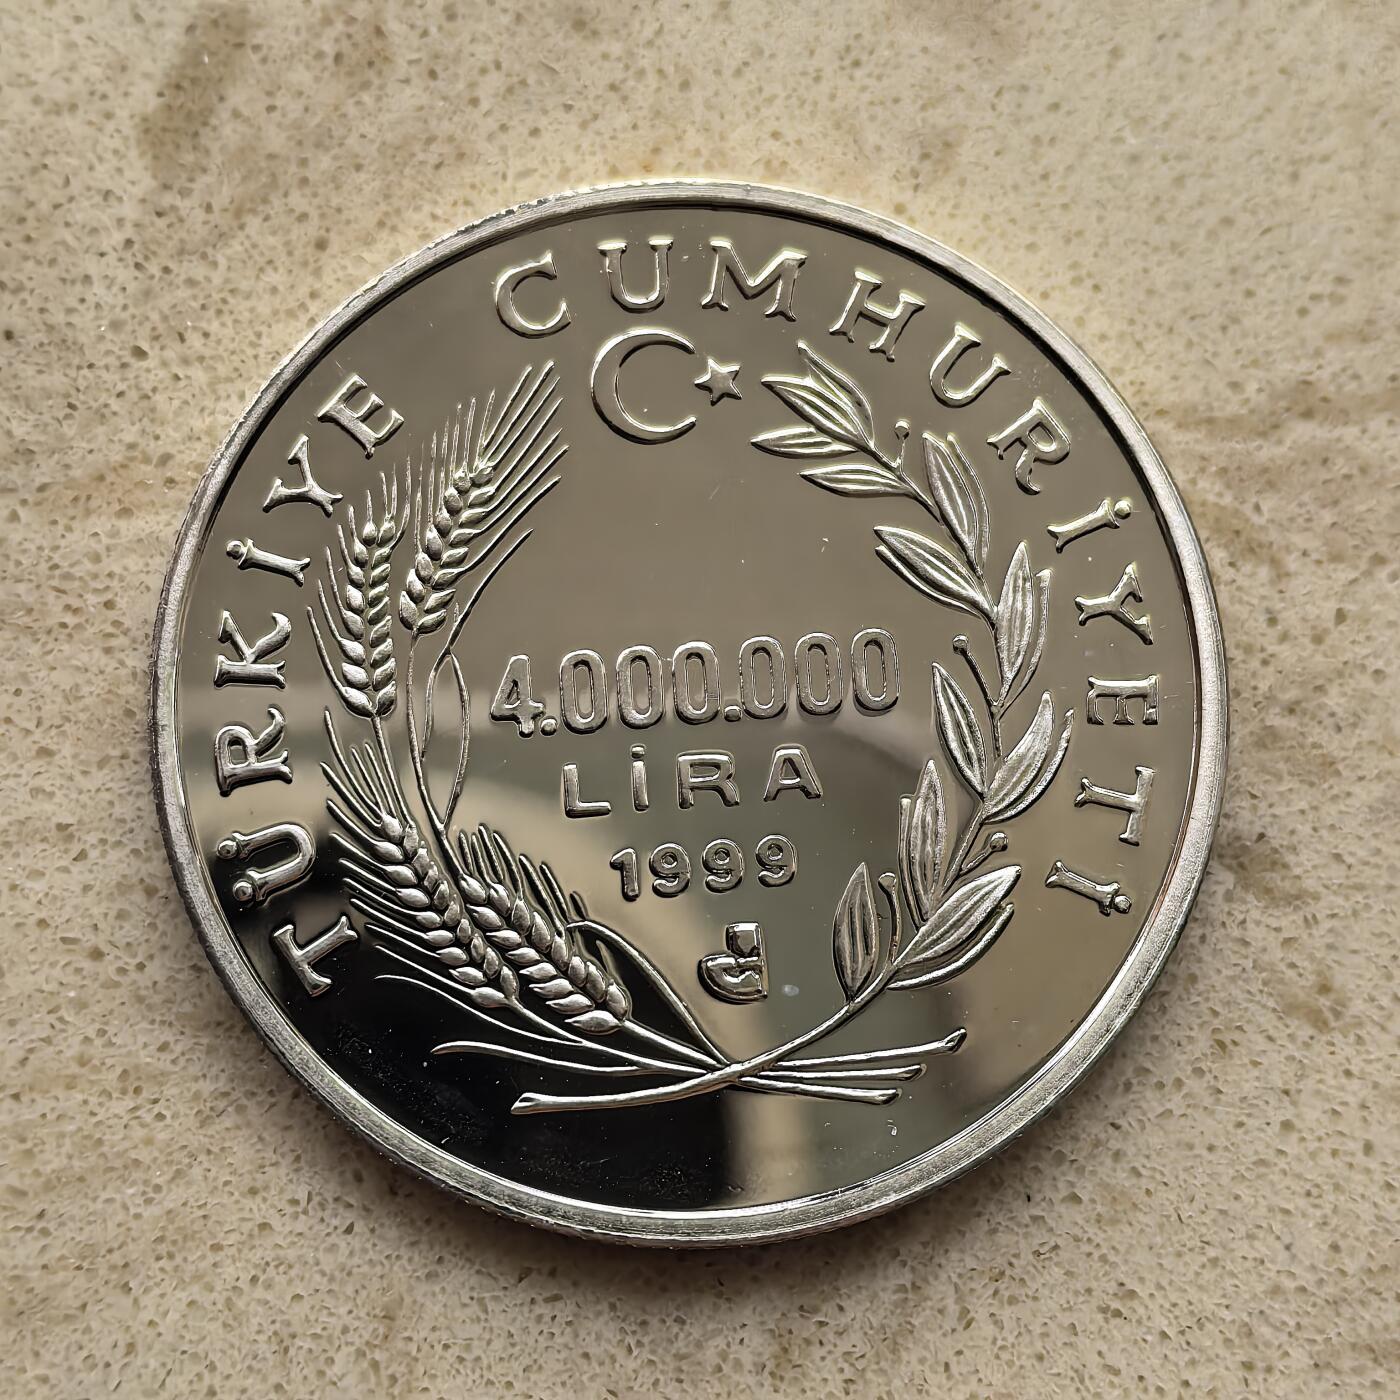 TÜRKİYE CUMHURİYETİ
4.000.000
LİRA
1999